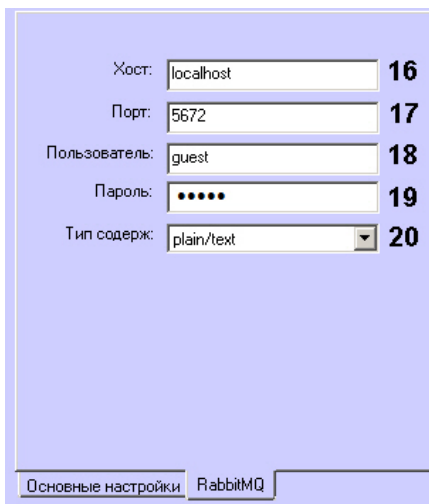 Хост: localhost 16
Порт: 5672 17
Пользователь: guest 18
Пароль: ••••• 19
Тип содерж: plain/text 20
Основные настройки RabbitMQ